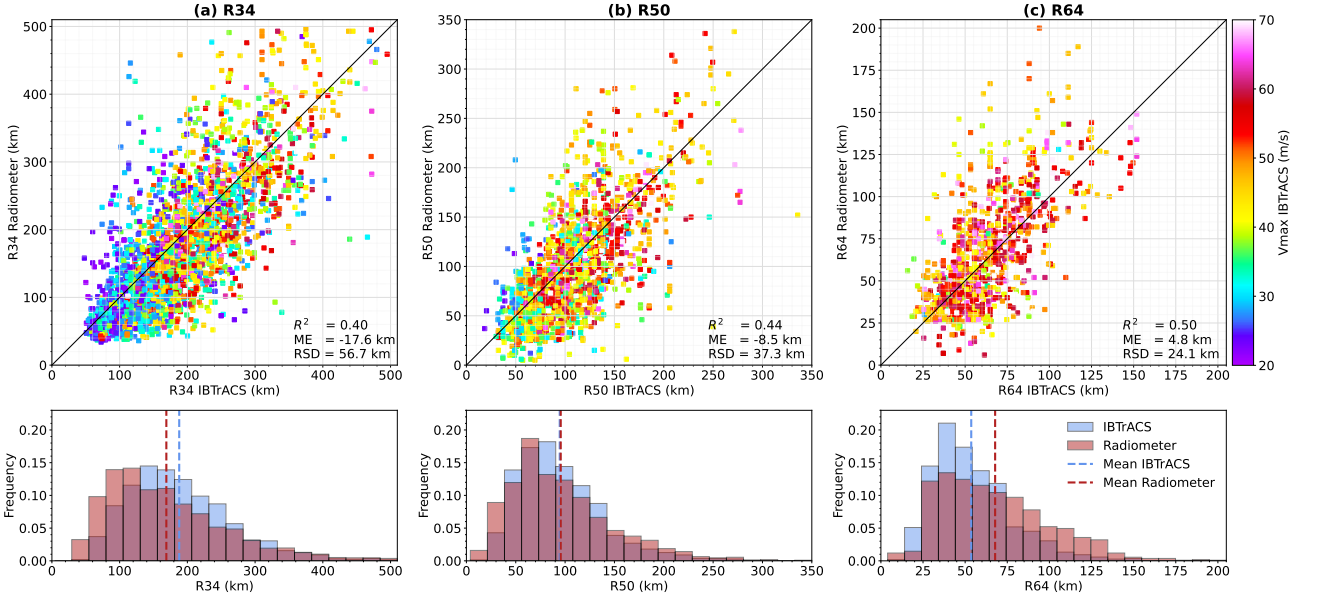 (a) R34
(b) R50
(c) R64
R34 Radiometer (km)
500
400
300
200
100
0
R² = 0.40
ME = -17.6 km
RSD = 56.7 km
0 100 200 300 400 500
R34 IBTrACS (km)
R50 Radiometer (km)
350
300
250
200
150
100
50
0
R² = 0.44
ME = -8.5 km
RSD = 37.3 km
0 50 100 150 200 250 300 350
R50 IBTrACS (km)
R64 Radiometer (km)
200
175
150
125
100
75
50
25
0
R² = 0.50
ME = 4.8 km
RSD = 24.1 km
0 25 50 75 100 125 150 175 200
R64 IBTrACS (km)
70
60
50
40
30
20
Vmax IBTrACS (m/s)
Frequency
0.20
0.15
0.10
0.05
0.00
0 100 200 300 400 500
R34 (km)
Frequency
0.20
0.15
0.10
0.05
0.00
0 50 100 150 200 250 300 350
R50 (km)
Frequency
0.20
0.15
0.10
0.05
0.00
IBTrACS
Radiometer
Mean IBTrACS
Mean Radiometer
0 25 50 75 100 125 150 175 200
R64 (km)